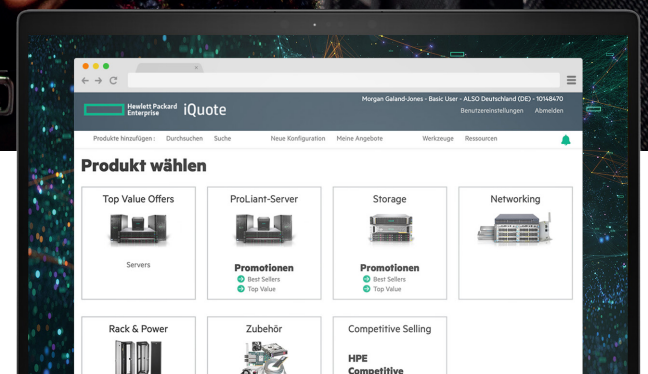 Morgan Galand-Jones - Basic User - ALSO Deutschland (DE) - 10148470
Hewlett Packard
Enterprise
iQuote
Benutzereinstellungen Abmelden
Produkte hinzufügen : Durchsuchen Suche Neue Konfiguration Meine Angebote Werkzeuge Ressourcen
Produkt wählen
Top Value Offers
Servers
ProLiant-Server
Promotionen
Best Sellers
Top Value
Storage
Promotionen
Best Sellers
Top Value
Networking
Rack & Power
Zubehör
Competitive Selling
HPE
Competitive